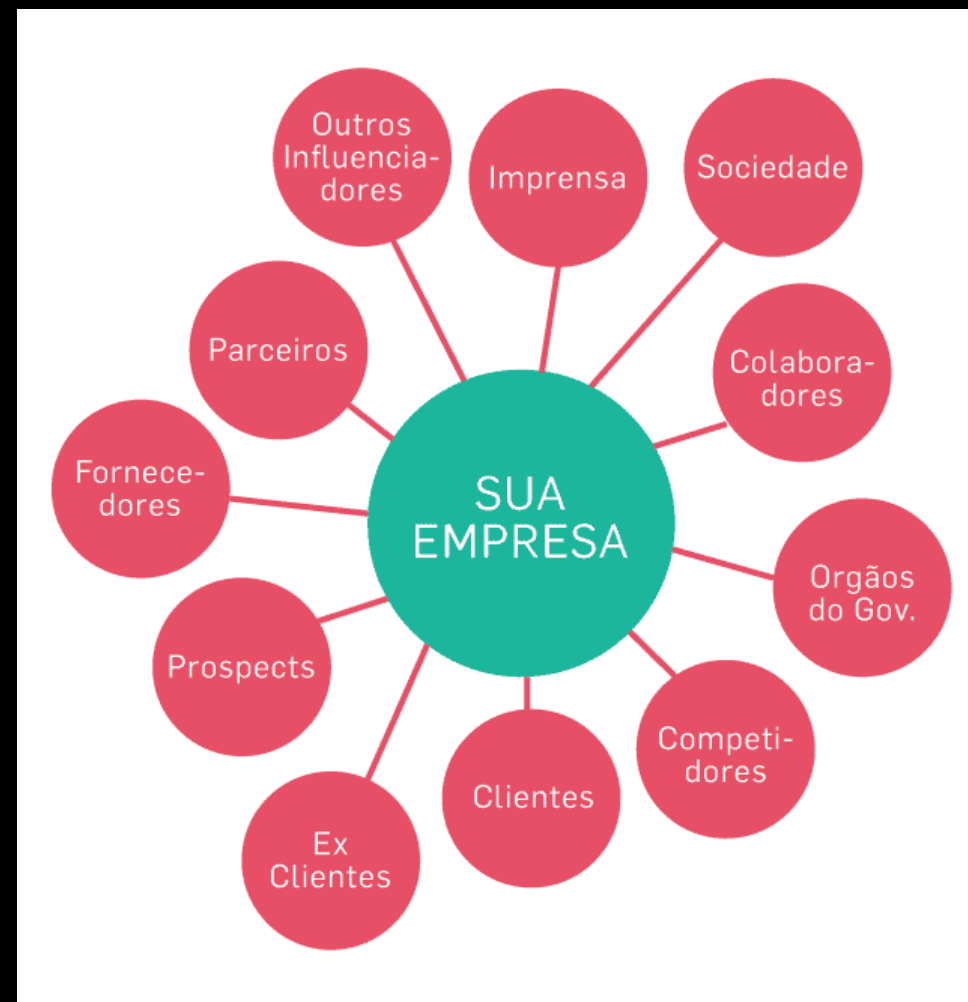 Outros
Influencia-
dores
Imprensa
Sociedade
Parceiros
Colabora-
dores
Fornece-
dores
SUA
EMPRESA
Orgãos
do Gov.
Prospects
Competi-
dores
Clientes
Ex
Clientes